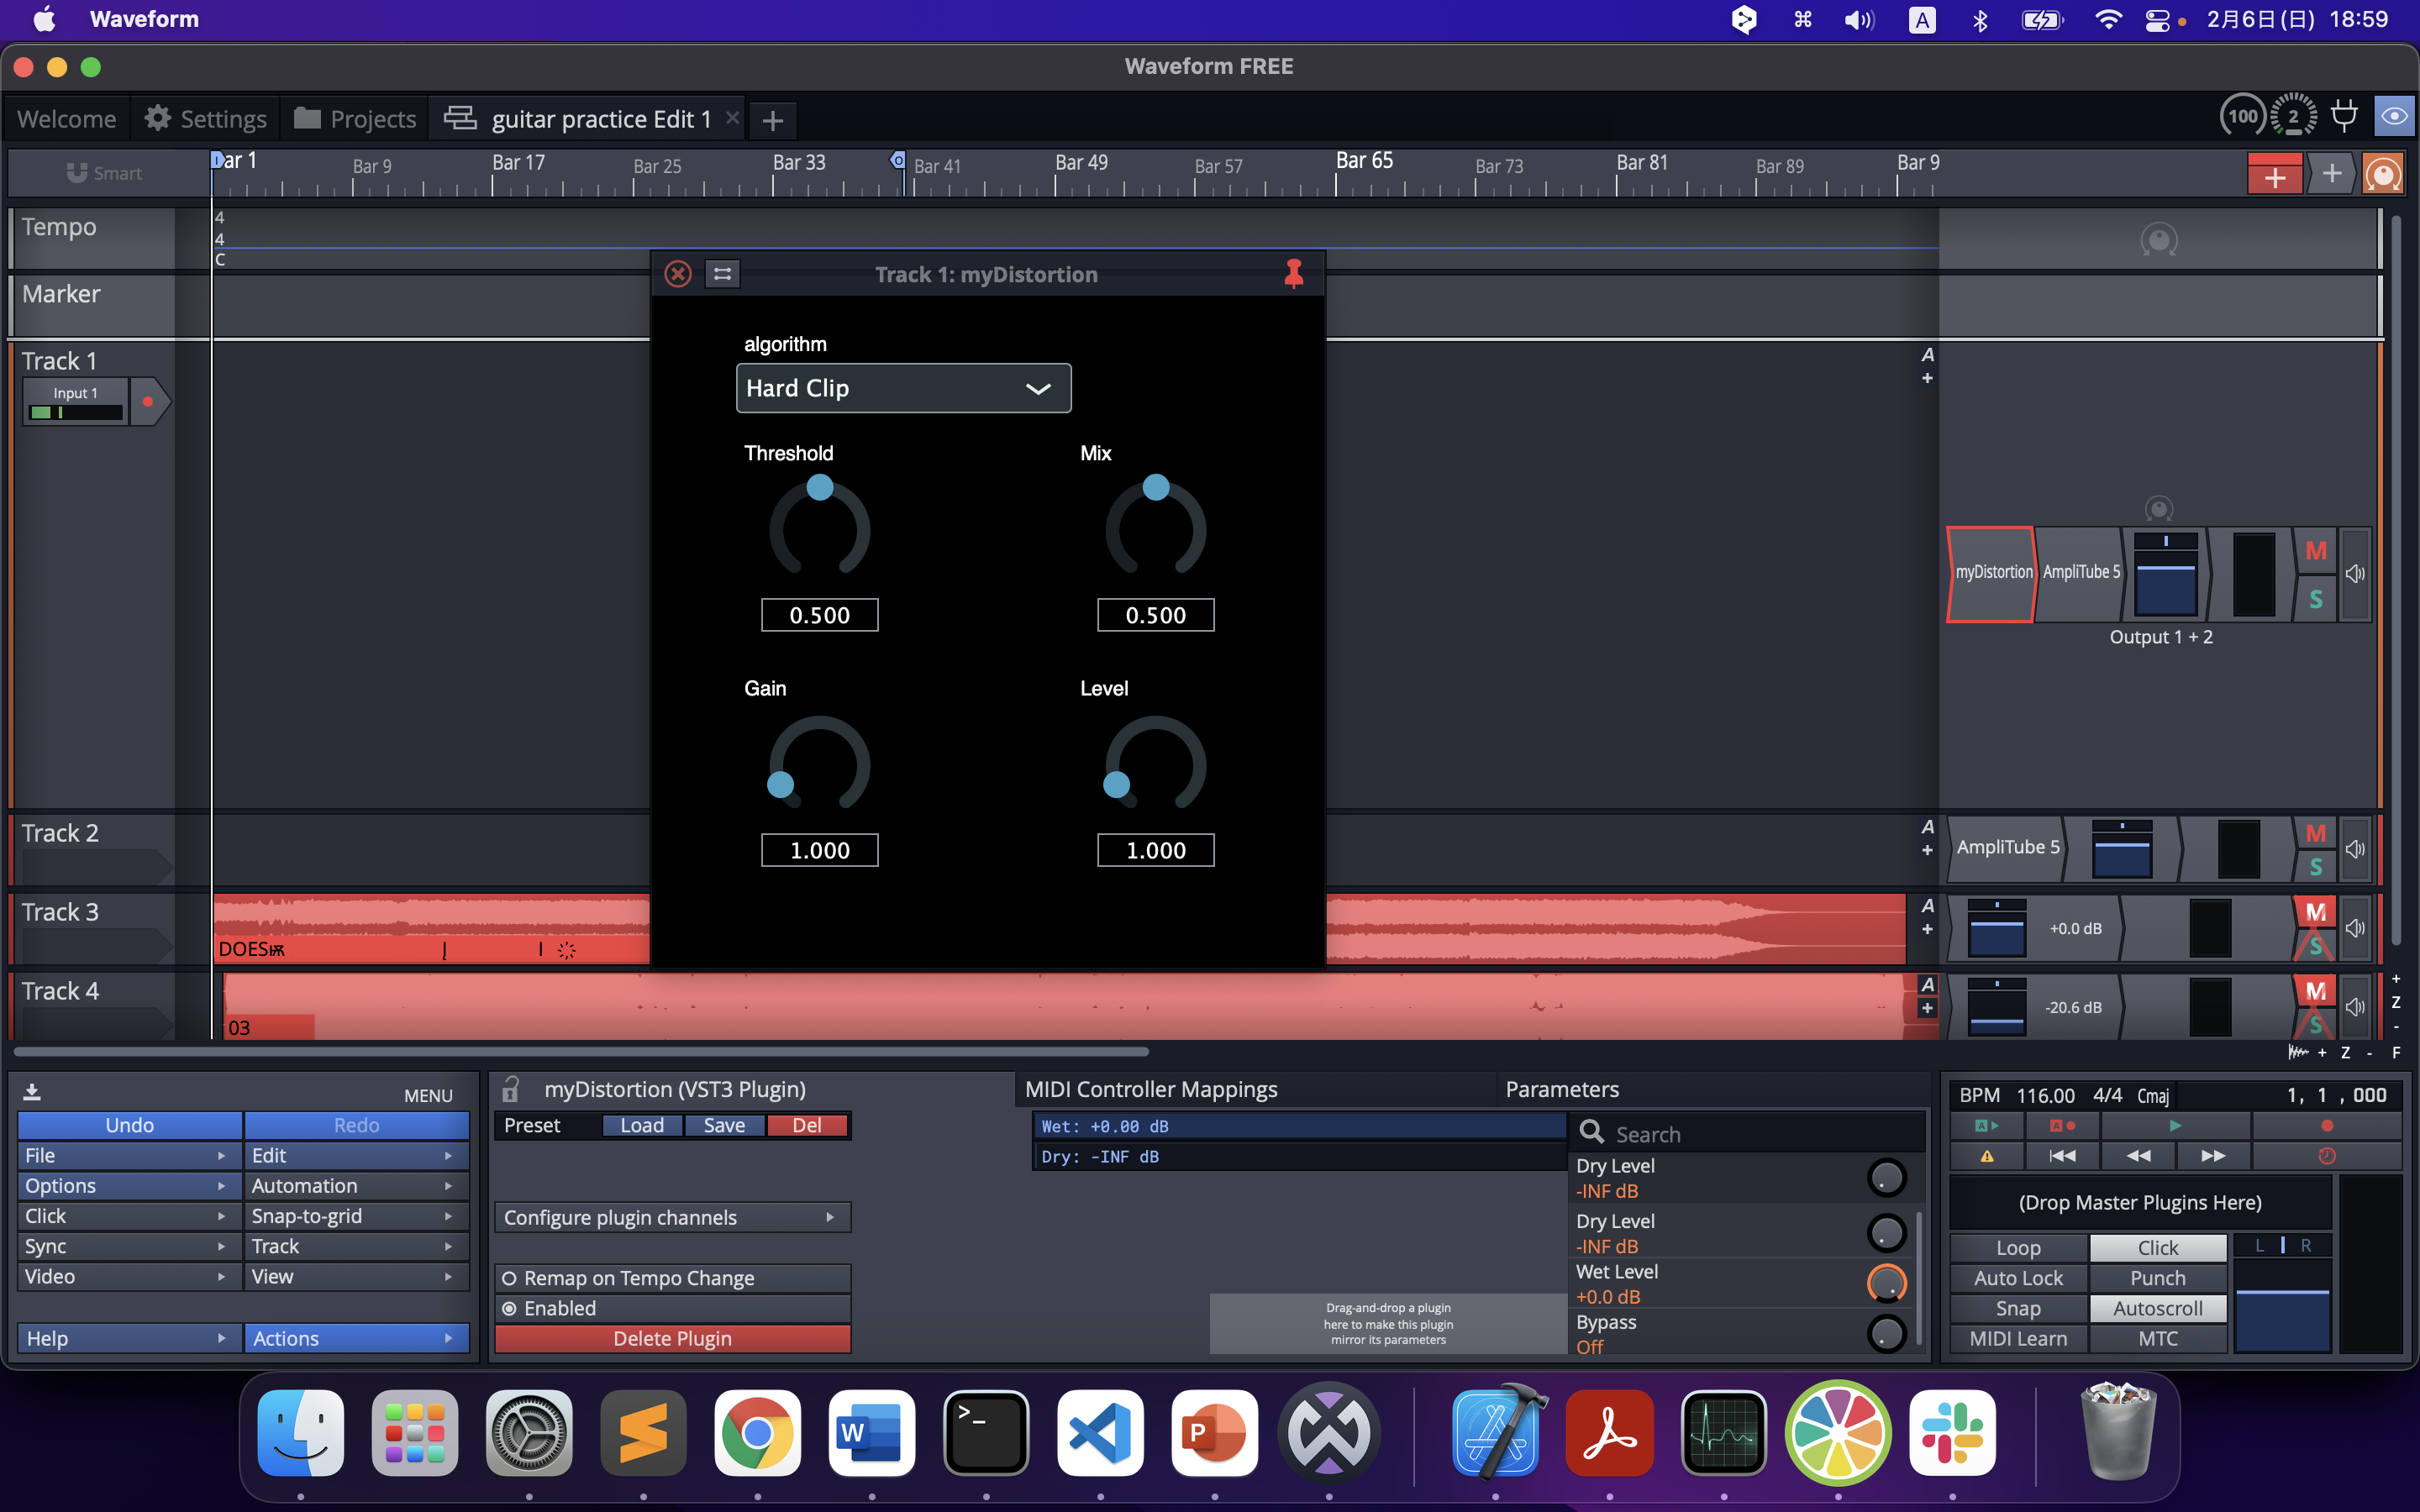 Waveform
A
2月6日(日) 18:59
Waveform FREE
Welcome
Settings
Projects
guitar practice Edit 1
100
2
Smart
ar 1
Bar 9
Bar 17
Bar 25
Bar 33
Bar 41
Bar 49
Bar 57
Bar 65
Bar 73
Bar 81
Bar 89
Bar 9
Tempo
4
4
C
Marker
Track 1: myDistortion
algorithm
Hard Clip
Threshold
0.500
Mix
0.500
Gain
1.000
Level
1.000
Track 1
Input 1
A
+
myDistortion
AmpliTube 5
M
S
Output 1 + 2
Track 2
A
+
AmpliTube 5
M
S
Track 3
A
+
+0.0 dB
M
S
Track 4
03
A
+
-20.6 dB
M
S
+
Z
-
+ Z - F
MENU
Undo
Redo
File
Edit
Options
Automation
Click
Snap-to-grid
Sync
Track
Video
View
Help
Actions
myDistortion (VST3 Plugin)
Preset
Load
Save
Del
Configure plugin channels
Remap on Tempo Change
Enabled
Delete Plugin
MIDI Controller Mappings
Wet: +0.00 dB
Dry: -INF dB
Drag-and-drop a plugin
here to make this plugin
mirror its parameters
Parameters
Search
Dry Level
-INF dB
Dry Level
-INF dB
Wet Level
+0.0 dB
Bypass
Off
BPM 116.00 4/4 Cmaj
1, 1 , 000
A
A
(Drop Master Plugins Here)
Loop
Click
L
R
Auto Lock
Punch
Snap
Autoscroll
MIDI Learn
MTC
W
>_
P